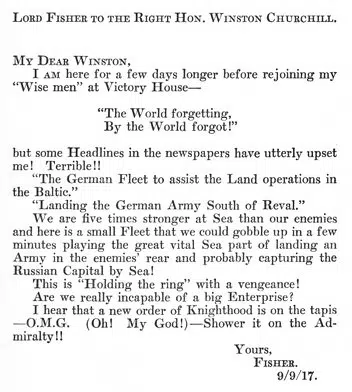 LORD FISHER TO THE RIGHT HON. WINSTON CHURCHILL.
MY DEAR WINSTON,
I AM here for a few days longer before rejoining my
"Wise men" at Victory House—
"The World forgetting,
By the World forgot!"
but some Headlines in the newspapers have utterly upset
me! Terrible!!
"The German Fleet to assist the Land operations in
the Baltic."
"Landing the German Army South of Reval."
We are five times stronger at Sea than our enemies
and here is a small Fleet that we could gobble up in a few
minutes playing the great vital Sea part of landing an
Army in the enemies' rear and probably capturing the
Russian Capital by Sea!
This is "Holding the ring" with a vengeance!
Are we really incapable of a big Enterprise?
I hear that a new order of Knighthood is on the tapis
—O.M.G. (Oh! My God!)—Shower it on the Ad-
miralty!!
Yours,
FISHER.
9/9/17.